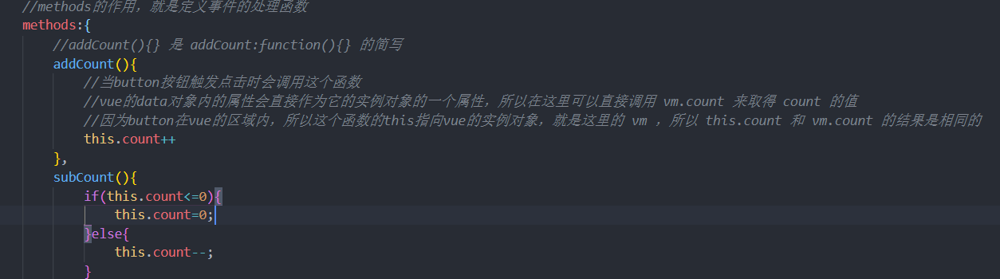 //methods的作用，就是定义事件的处理函数
methods:{
//addCount(){} 是 addCount:function(){} 的简写
addCount(){
//当button按钮触发点击时会调用这个函数
//vue的data对象内的属性会直接作为它的实例对象的一个属性，所以在这里可以直接调用 vm.count 来取得 count 的值
//因为button在vue的区域内，所以这个函数的this指向vue的实例对象，就是这里的 vm ，所以 this.count 和 vm.count 的结果是相同的
this.count++
},
subCount(){
if(this.count<=0){
this.count=0;
}else{
this.count--;
}